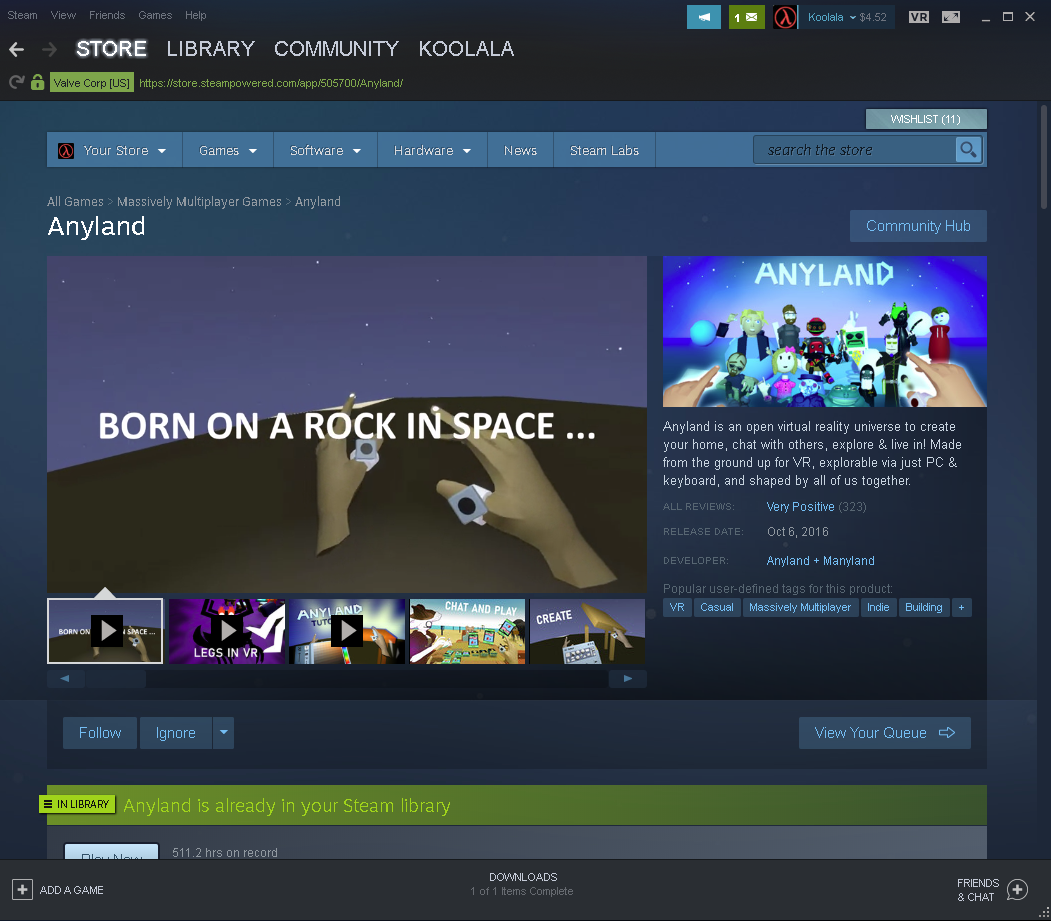 Steam View Friends Games Help
1
Koolala $4.52
VR
STORE LIBRARY COMMUNITY KOOLALA
Valve Corp [US] https://store.steampowered.com/app/505700/Anyland/
WISHLIST (11)
Your Store Games Software Hardware News Steam Labs
search the store
All Games > Massively Multiplayer Games > Anyland
Anyland
Community Hub
BORN ON A ROCK IN SPACE ...
ANYLAND
Anyland is an open virtual reality universe to create
your home, chat with others, explore & live in! Made
from the ground up for VR, explorable via just PC &
keyboard, and shaped by all of us together.
ALL REVIEWS: Very Positive (323)
RELEASE DATE: Oct 6, 2016
DEVELOPER: Anyland + Manyland
Popular user-defined tags for this product:
VR Casual Massively Multiplayer Indie Building +
LEGS IN VR
ANYLAND
CHAT AND PLAY
CREATE
Follow Ignore
View Your Queue
IN LIBRARY
Anyland is already in your Steam library
Play Now
511.2 hrs on record
ADD A GAME
DOWNLOADS
1 of 1 Items Complete
FRIENDS
& CHAT